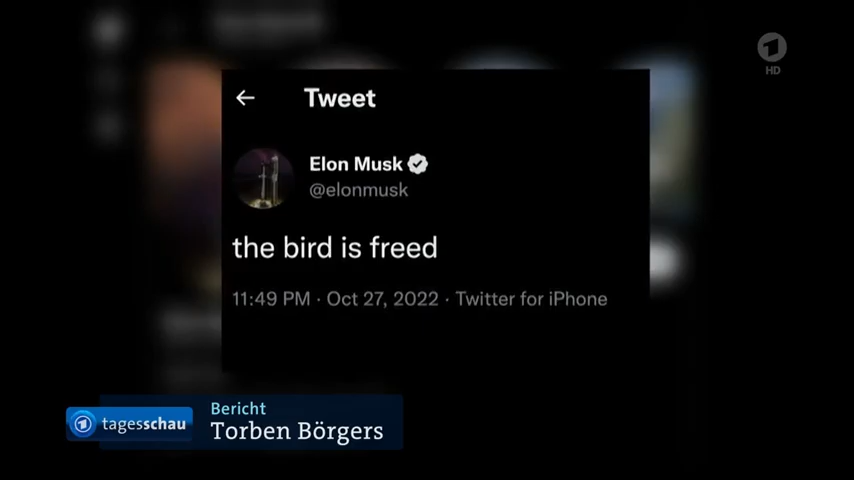 HD
Tweet
Elon Musk
@elonmusk
the bird is freed
11:49 PM · Oct 27, 2022 · Twitter for iPhone
Bericht
tagesschau
Torben Börgers